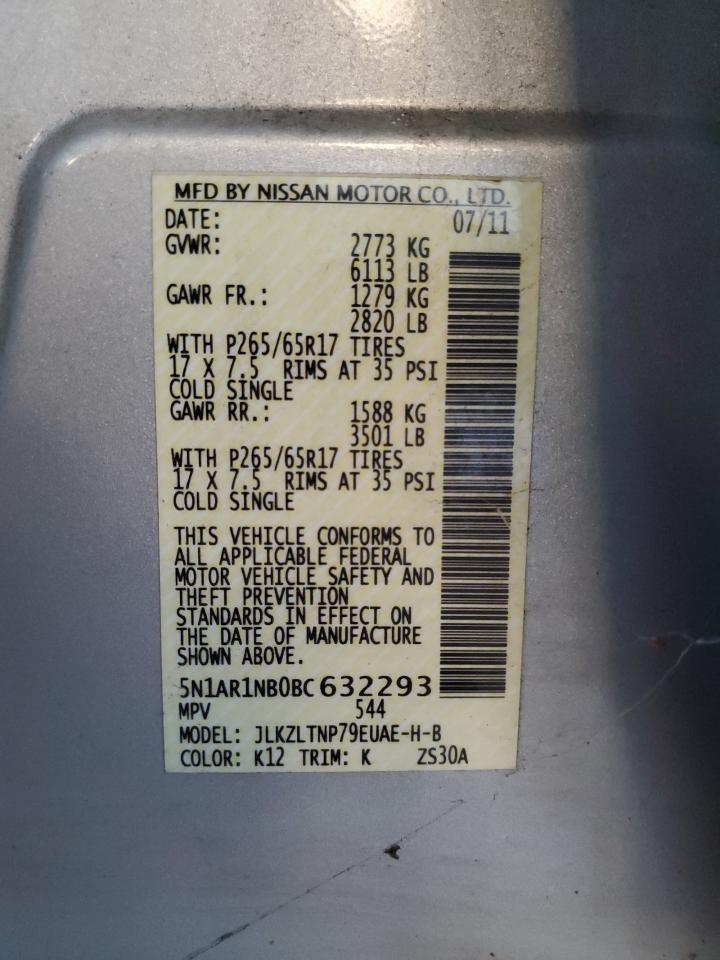 MFD BY NISSAN MOTOR CO., LTD.
DATE: 07/11
GVWR: 2773 KG
6113 LB
GAWR FR.: 1279 KG
2820 LB
WITH P265/65R17 TIRES
17 X 7.5 RIMS AT 35 PSI
COLD SINGLE
GAWR RR.: 1588 KG
3501 LB
WITH P265/65R17 TIRES
17 X 7.5 RIMS AT 35 PSI
COLD SINGLE
THIS VEHICLE CONFORMS TO
ALL APPLICABLE FEDERAL
MOTOR VEHICLE SAFETY AND
THEFT PREVENTION
STANDARDS IN EFFECT ON
THE DATE OF MANUFACTURE
SHOWN ABOVE.
5N1AR1NB0BC632293
MPV 544
MODEL: JLKZLTNP79EUAE-H-B
COLOR: K12 TRIM: K ZS30A